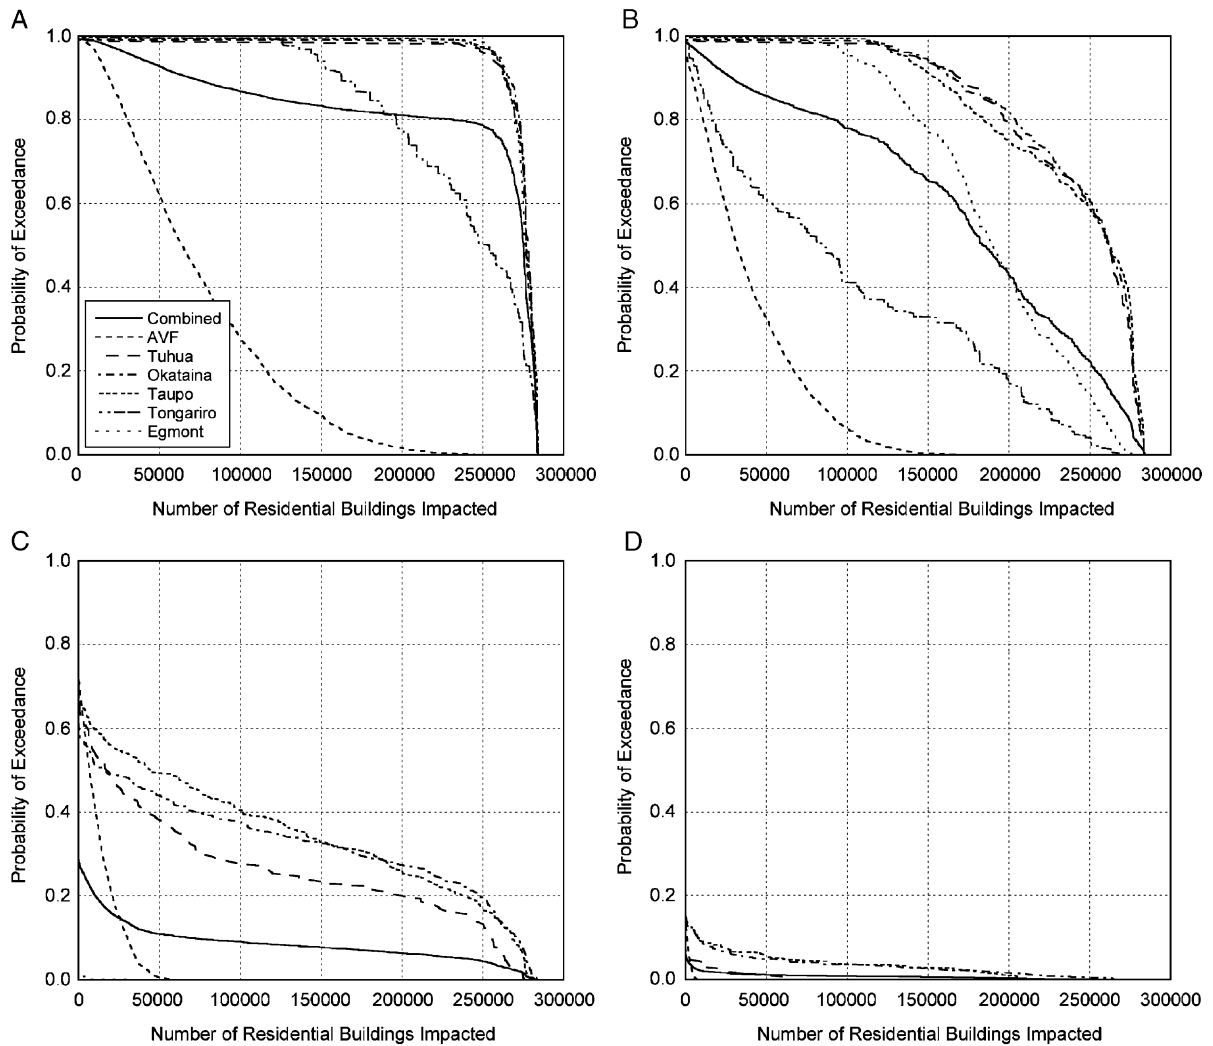 A
1.0
0.8
0.6
0.4
0.2
0.0
Probability of Exceedance
Combined
AVF
Tuhua
Okataina
Taupo
Tongariro
Egmont
0 50000 100000 150000 200000 250000 300000
Number of Residential Buildings Impacted
B
1.0
0.8
0.6
0.4
0.2
0.0
Probability of Exceedance
0 50000 100000 150000 200000 250000 300000
Number of Residential Buildings Impacted
C
1.0
0.8
0.6
0.4
0.2
0.0
Probability of Exceedance
0 50000 100000 150000 200000 250000 300000
Number of Residential Buildings Impacted
D
1.0
0.8
0.6
0.4
0.2
0.0
Probability of Exceedance
0 50000 100000 150000 200000 250000 300000
Number of Residential Buildings Impacted